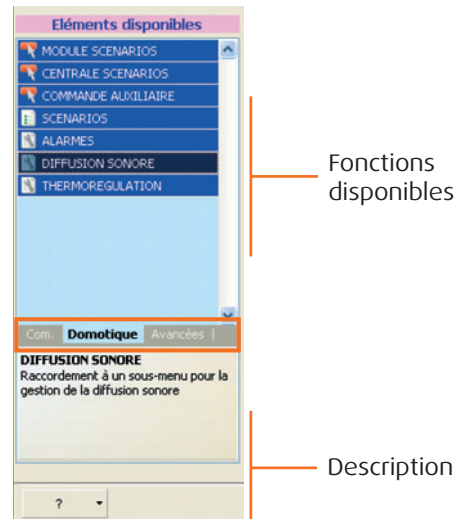 Eléments disponibles
MODULE SCENARIOS
CENTRALE SCENARIOS
COMMANDE AUXILIAIRE
SCENARIOS
ALARMES
DIFFUSION SONORE
THERMOREGULATION
Fonctions
disponibles
Com. Domotique Avancées |
DIFFUSION SONORE
Raccordement à un sous-menu pour la
gestion de la diffusion sonore
Description
?